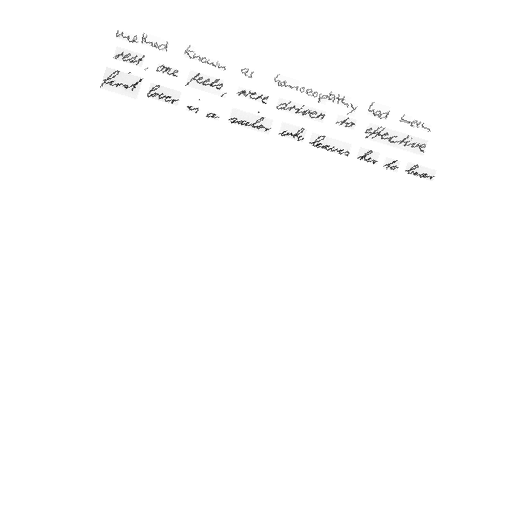 method known as homoeopathy had been
rest, one feels, were driven to effective
first lover is a sailor who leaves her to bear